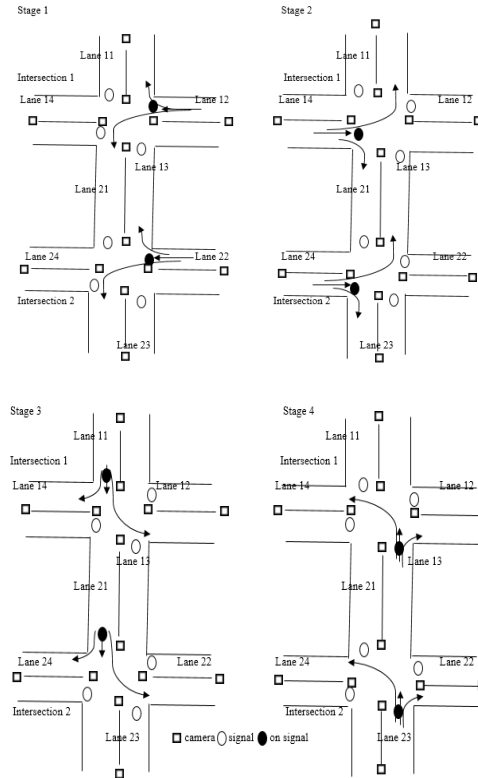 Stage 1
Lane 11
Intersection 1
Lane 14
Lane 12
Lane 13
Lane 21
Lane 24
Lane 22
Intersection 2
Lane 23
Stage 2
Lane 11
Intersection 1
Lane 14
Lane 12
Lane 13
Lane 21
Lane 24
Lane 22
Intersection 2
Lane 23
Stage 3
Lane 11
Intersection 1
Lane 14
Lane 12
Lane 13
Lane 21
Lane 24
Lane 22
Intersection 2
Lane 23
Stage 4
Lane 11
Intersection 1
Lane 14
Lane 12
Lane 13
Lane 21
Lane 24
Lane 22
Intersection 2
Lane 23
camera signal on signal